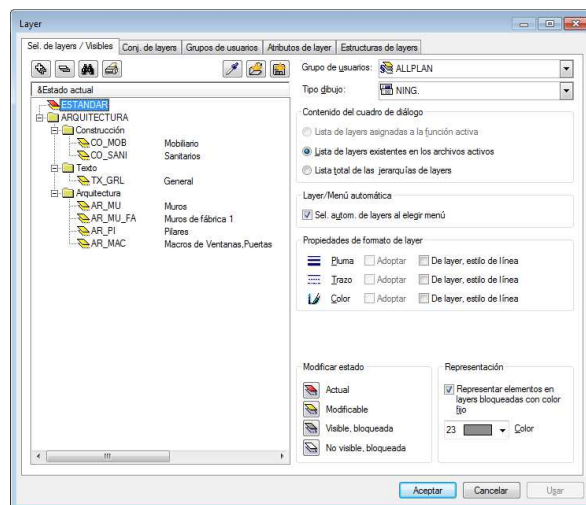 Layer
Sel. de layers / Visibles
Conj. de layers
Grupos de usuarios
Atributos de layer
Estructuras de layers
&Estado actual
ESTÁNDAR
ARQUITECTURA
Construcción
CO_MOB Mobiliario
CO_SANI Sanitarios
Texto
TX_GRL General
Arquitectura
AR_MU Muros
AR_MU_FA Muros de fábrica 1
AR_PI Pilares
AR_MAC Macros de Ventanas,Puertas
Grupo de usuarios: ALLPLAN
Tipo dibujo: NING.
Contenido del cuadro de diálogo
Lista de layers asignadas a la función activa
Lista de layers existentes en los archivos activos
Lista total de las jerarquías de layers
Layer/Menú automática
Sel. autom. de layers al elegir menú
Propiedades de formato de layer
Pluma Adoptar De layer, estilo de línea
Trazo Adoptar De layer, estilo de línea
Color Adoptar De layer, estilo de línea
Modificar estado
Actual
Modificable
Visible, bloqueada
No visible, bloqueada
Representación
Representar elementos en
layers bloqueadas con color
fijo
23 Color
Aceptar
Cancelar
Usar